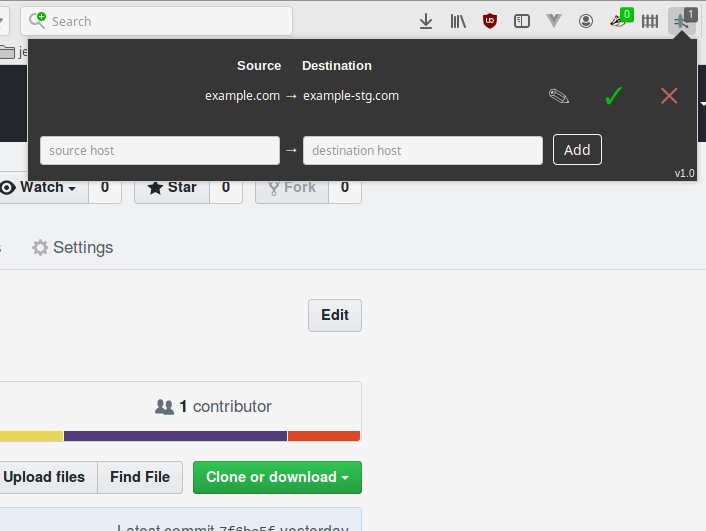 Search
0
1
je
Source Destination
example.com → example-stg.com
source host → destination host Add
v1.0
Watch 0 Star 0 Fork 0
Settings
Edit
1 contributor
Upload files Find File Clone or download
Latest commit yesterday